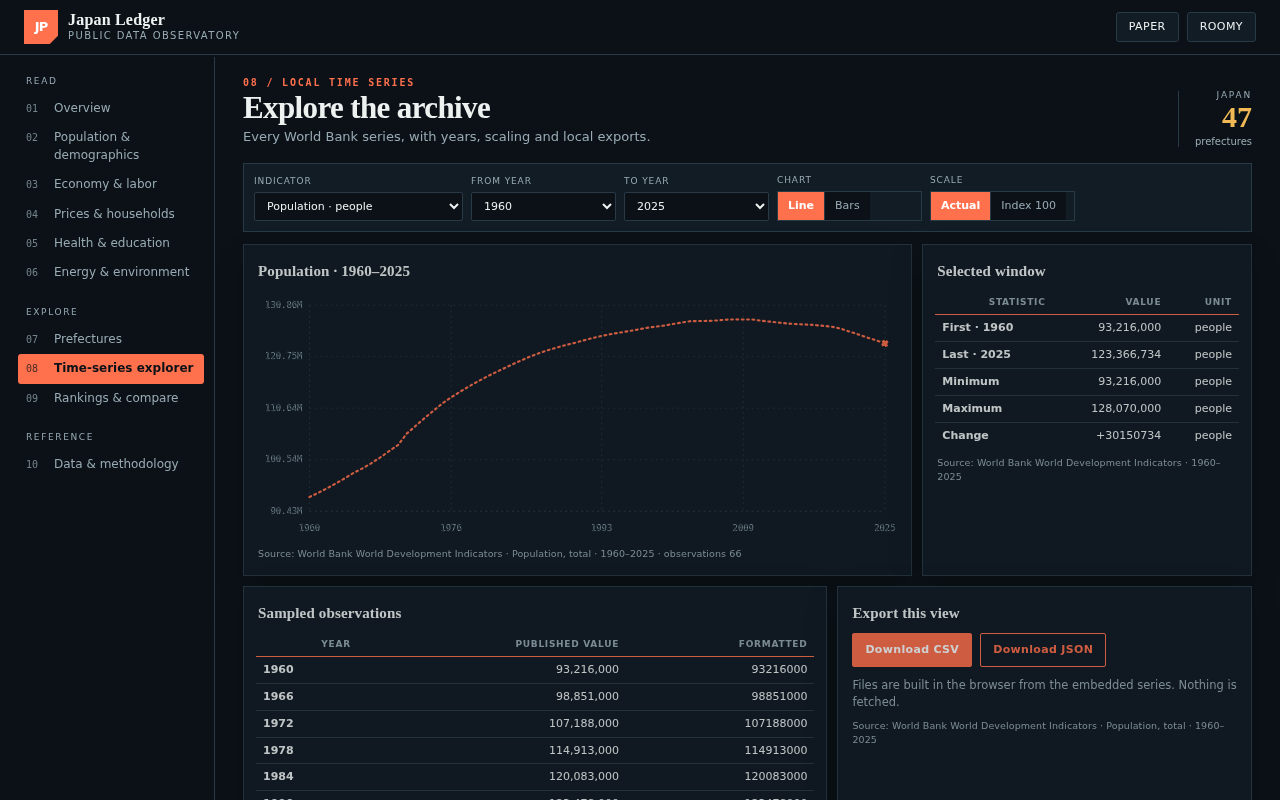 JP
Japan Ledger
PUBLIC DATA OBSERVATORY
PAPER
ROOMY
READ
01 Overview
02 Population &
demographics
03 Economy & labor
04 Prices & households
05 Health & education
06 Energy & environment
EXPLORE
07 Prefectures
08 Time-series explorer
09 Rankings & compare
REFERENCE
10 Data & methodology
08 / LOCAL TIME SERIES
Explore the archive
Every World Bank series, with years, scaling and local exports.
JAPAN
47
prefectures
INDICATOR FROM YEAR TO YEAR CHART SCALE
Population · people 1960 2025 Line Bars Actual Index 100
Population · 1960–2025
130.86M
120.75M
110.64M
100.54M
90.43M
1960 1976 1993 2009 2025
Source: World Bank World Development Indicators · Population, total · 1960–2025 · observations 66
Selected window
STATISTIC VALUE UNIT
First · 1960 93,216,000 people
Last · 2025 123,366,734 people
Minimum 93,216,000 people
Maximum 128,070,000 people
Change +30150734 people
Source: World Bank World Development Indicators · 1960–
2025
Sampled observations
YEAR PUBLISHED VALUE FORMATTED
1960 93,216,000 93216000
1966 98,851,000 98851000
1972 107,188,000 107188000
1978 114,913,000 114913000
1984 120,083,000 120083000
Export this view
Download CSV Download JSON
Files are built in the browser from the embedded series. Nothing is
fetched.
Source: World Bank World Development Indicators · Population, total · 1960–
2025